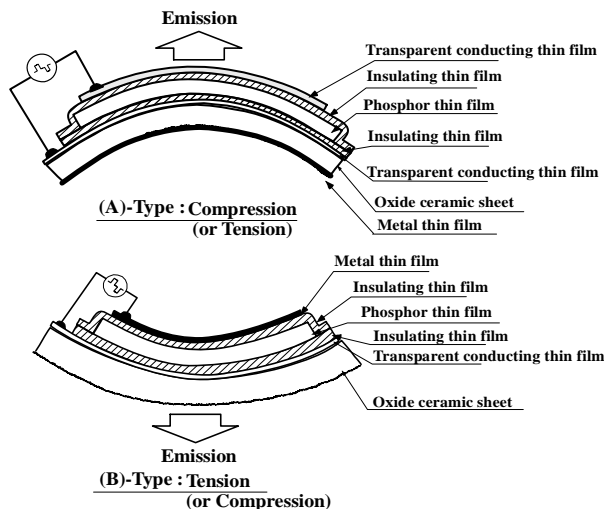 Emission
Transparent conducting thin film
Insulating thin film
Phosphor thin film
Insulating thin film
Transparent conducting thin film
Oxide ceramic sheet
Metal thin film
(A)-Type : Compression
(or Tension)
Metal thin film
Insulating thin film
Phosphor thin film
Insulating thin film
Transparent conducting thin film
Oxide ceramic sheet
Emission
(B)-Type : Tension
(or Compression)